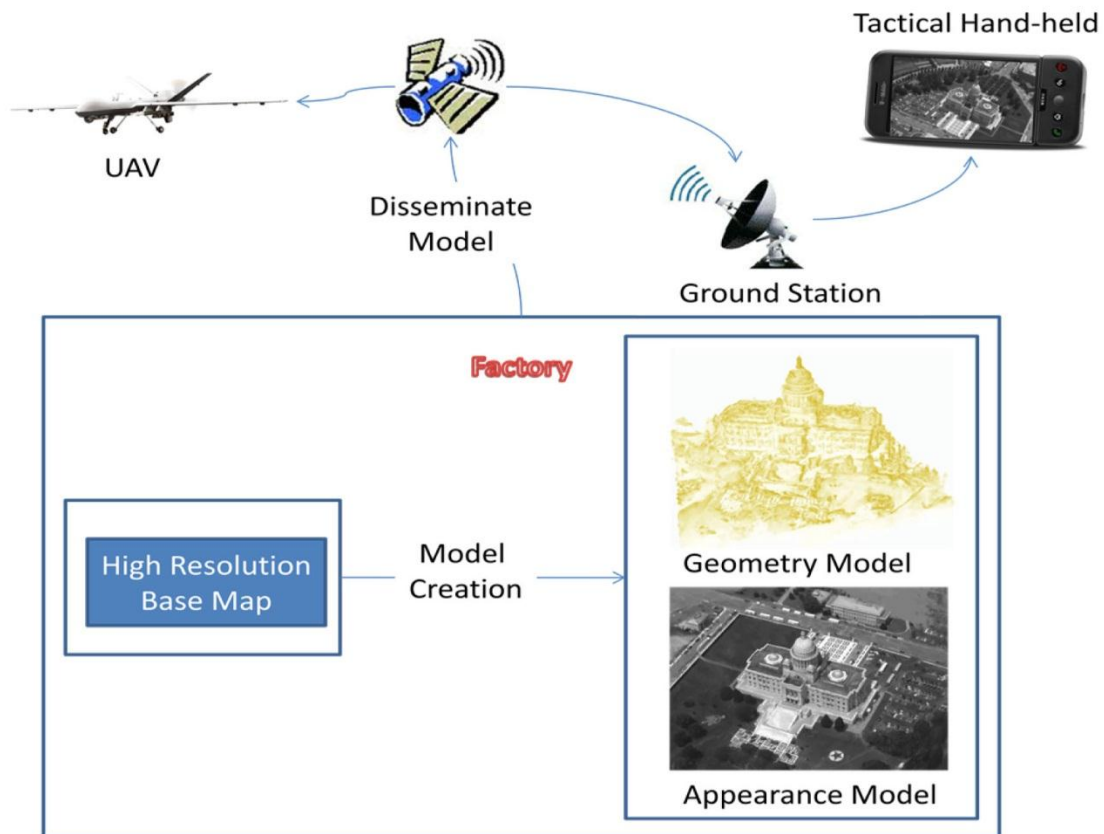 Tactical Hand-held
UAV
Disseminate
Model
Ground Station
Factory
High Resolution
Base Map
Model
Creation
Geometry Model
Appearance Model